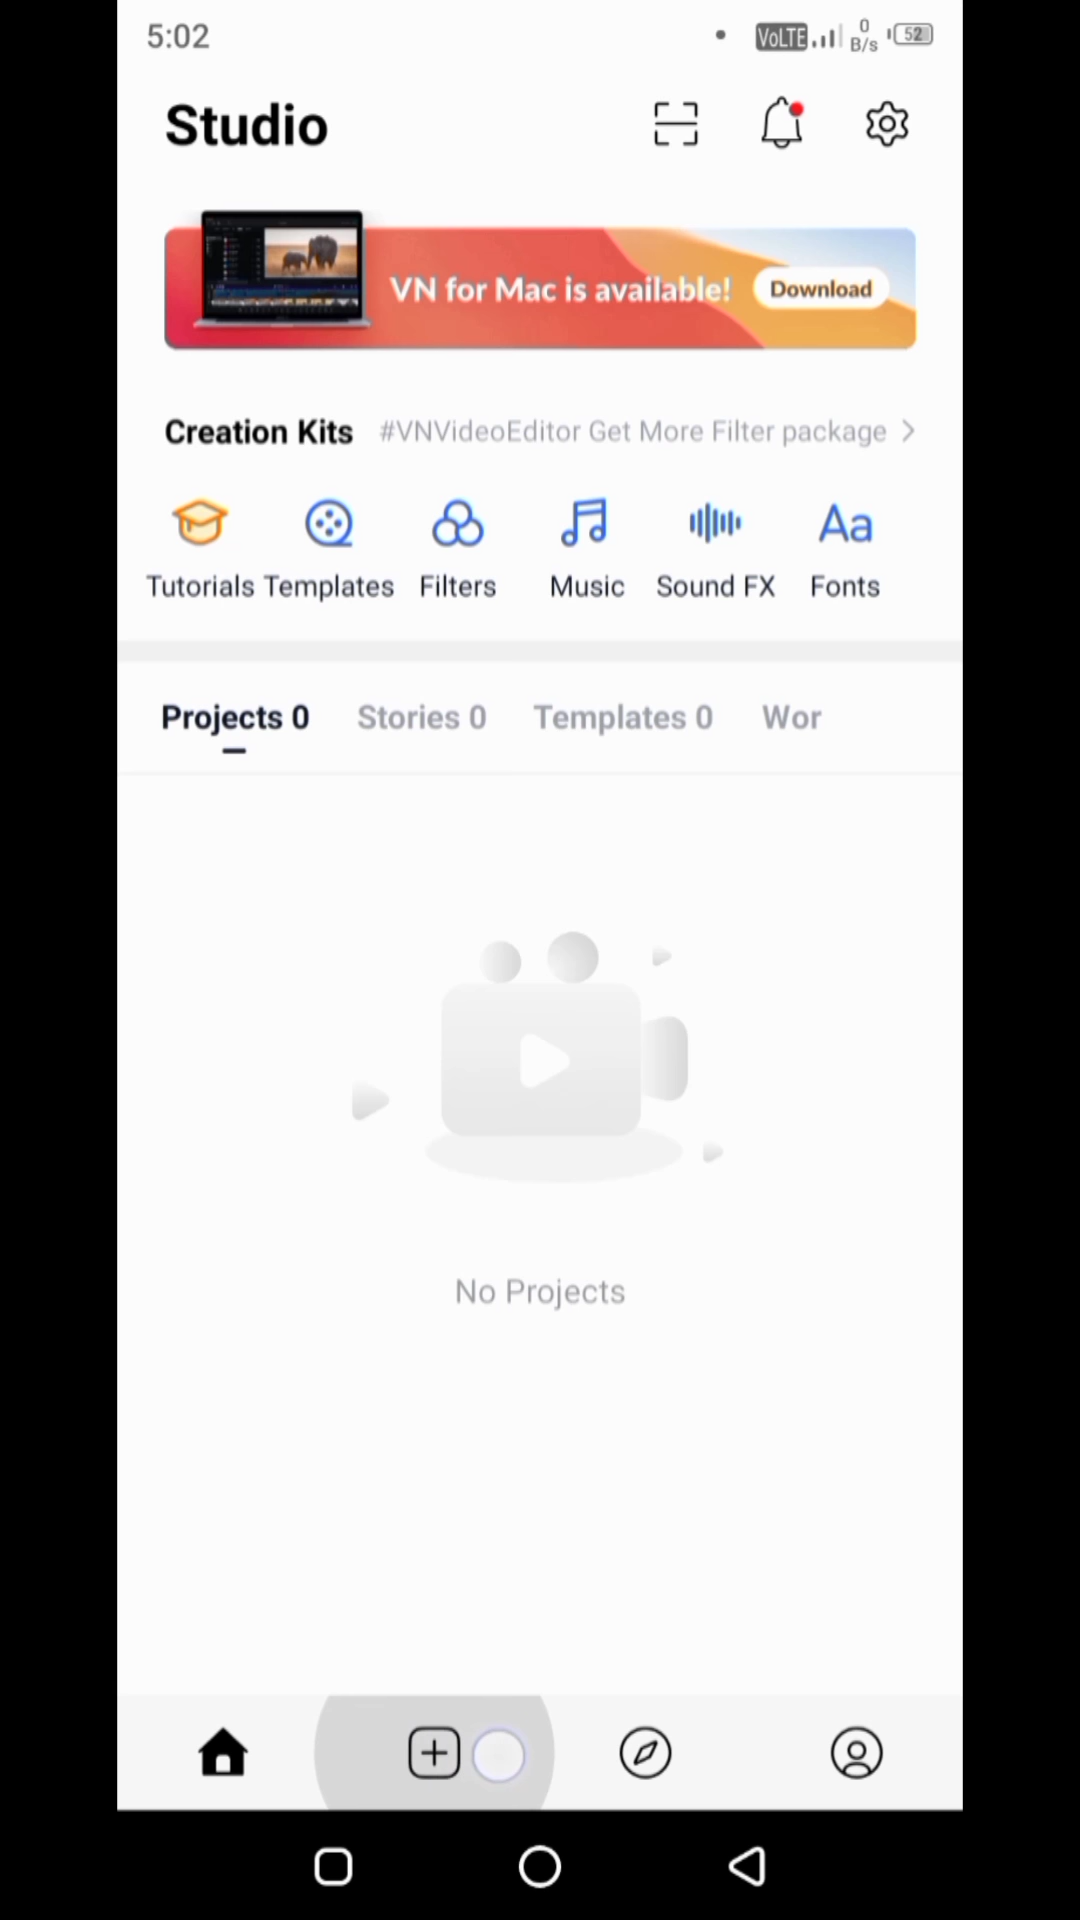 5:02
VoLTE 0 B/s 52
Studio
VN for Mac is available! Download
Creation Kits #VNVideoEditor Get More Filter package
Tutorials Templates Filters Music Sound FX Fonts
Aa
Projects 0 Stories 0 Templates 0 Wor
No Projects